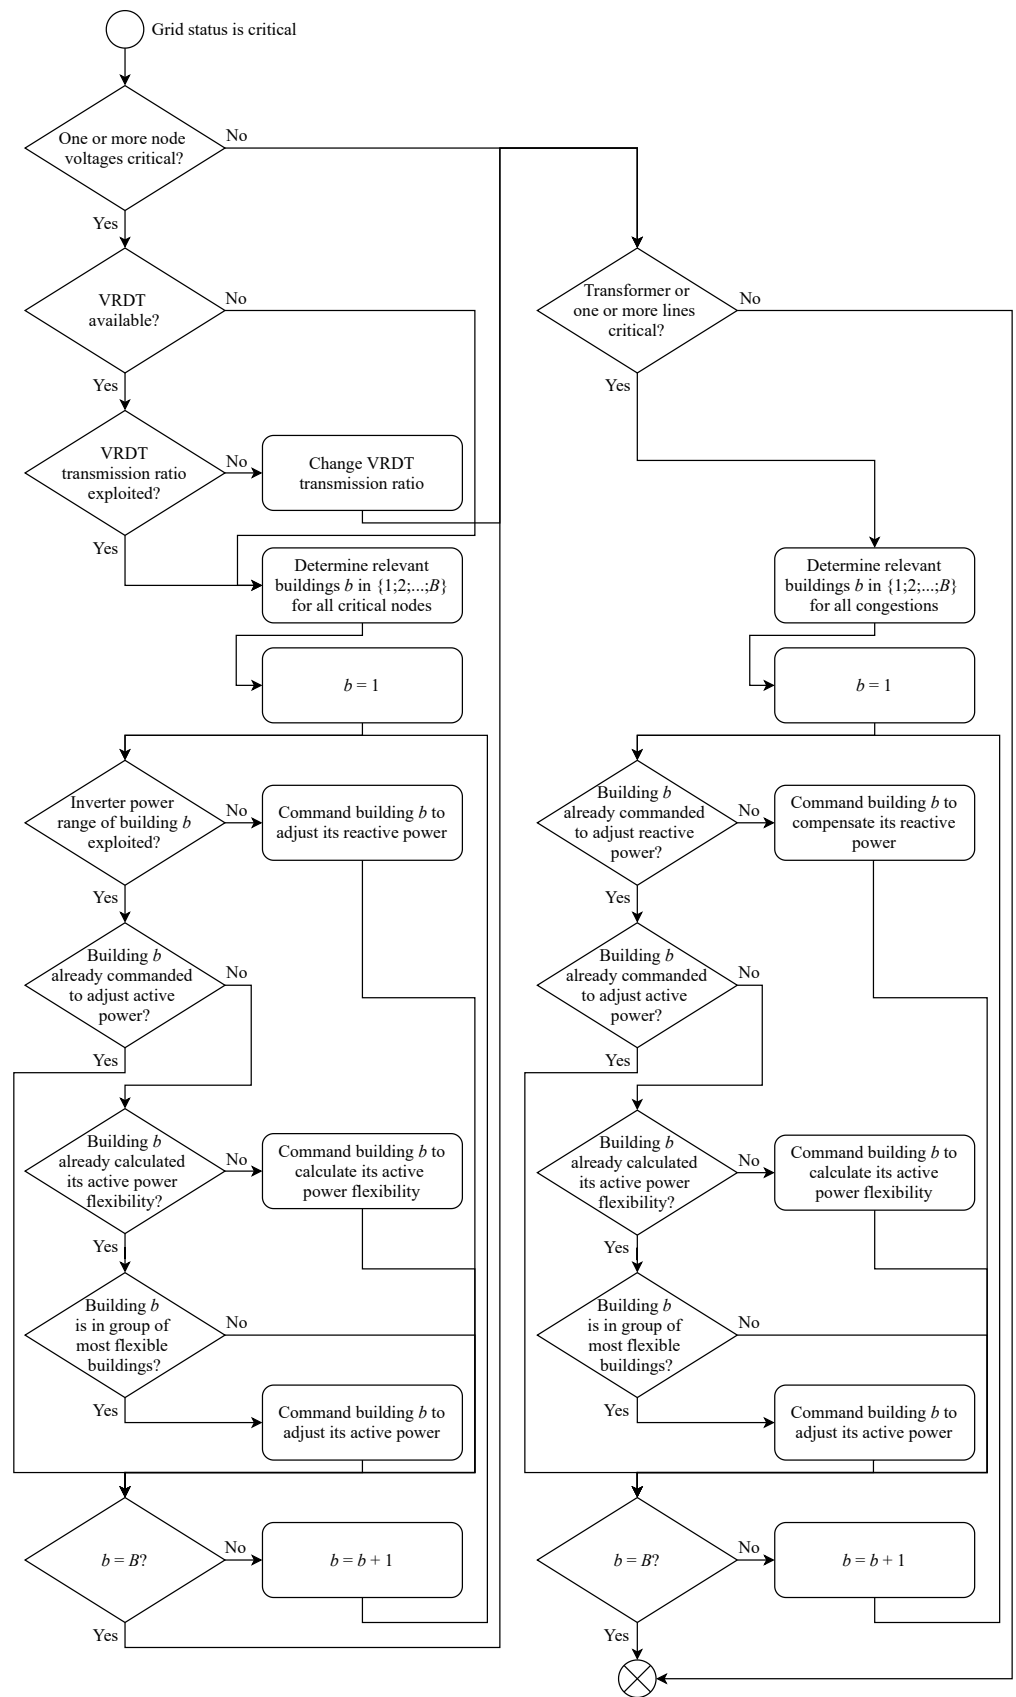 Grid status is critical
One or more node
voltages critical?
No
Yes
VRDT
available?
No
Yes
VRDT
transmission ratio
exploited?
No
Yes
Change VRDT
transmission ratio
Determine relevant
buildings b in {1;2;...;B}
for all critical nodes
b = 1
Inverter power
range of building b
exploited?
No
Yes
Command building b to
adjust its reactive power
Building b
already commanded
to adjust active
power?
No
Yes
Building b
already calculated
its active power
flexibility?
No
Yes
Command building b to
calculate its active
power flexibility
Building b
is in group of
most flexible
buildings?
No
Yes
Command building b to
adjust its active power
b = B?
No
Yes
b = b + 1
Transformer or
one or more lines
critical?
No
Yes
Determine relevant
buildings b in {1;2;...;B}
for all congestions
b = 1
Building b
already commanded
to adjust reactive
power?
No
Yes
Command building b to
compensate its reactive
power
Building b
already commanded
to adjust active
power?
No
Yes
Building b
already calculated
its active power
flexibility?
No
Yes
Command building b to
calculate its active
power flexibility
Building b
is in group of
most flexible
buildings?
No
Yes
Command building b to
adjust its active power
b = B?
No
Yes
b = b + 1